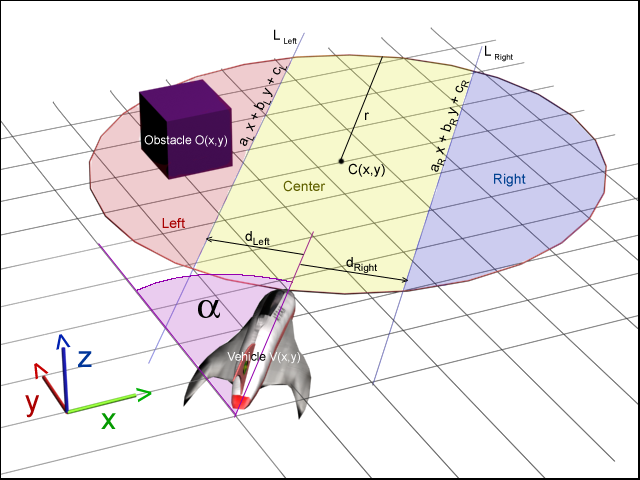 L Left
L Right
a_L x + b_L y + c_L
a_R x + b_R y + c_R
r
Obstacle O(x,y)
C(x,y)
Center
Right
Left
d_Left
d_Right
α
Vehicle V(x,y)
z
y
x